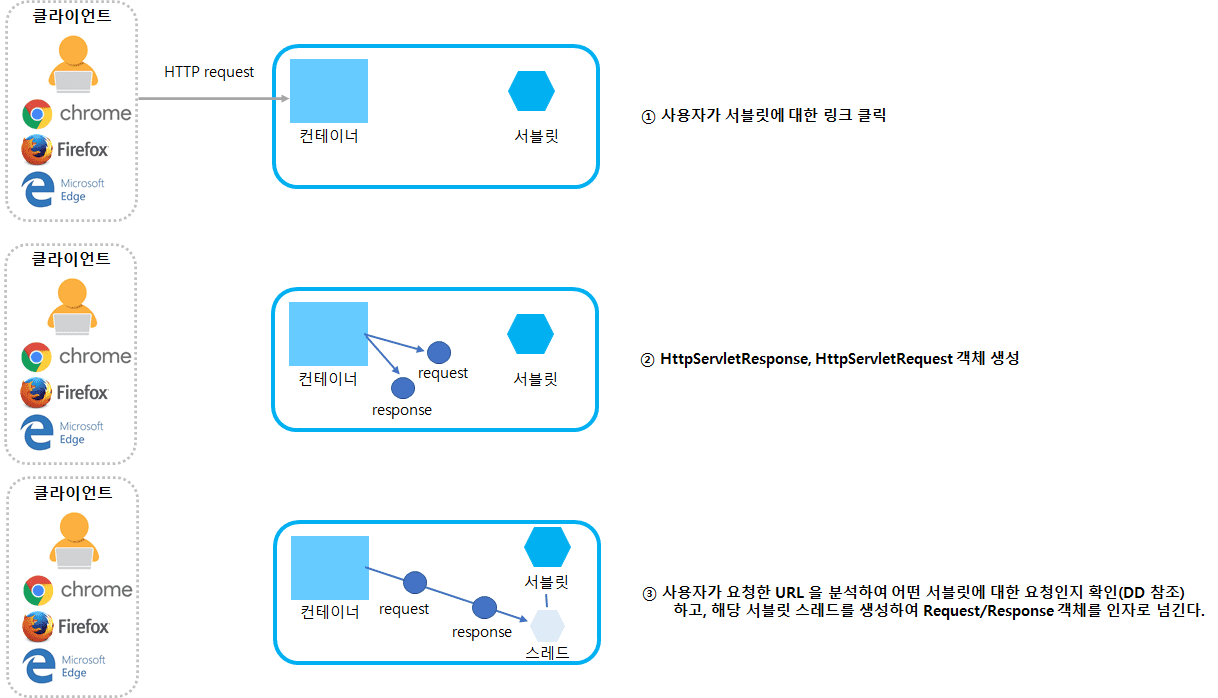 클라이언트
chrome
Firefox
Microsoft
Edge
HTTP request
컨테이너
서블릿
① 사용자가 서블릿에 대한 링크 클릭
클라이언트
chrome
Firefox
Microsoft
Edge
컨테이너
request
response
서블릿
② HttpServletResponse, HttpServletRequest 객체 생성
클라이언트
chrome
Firefox
Microsoft
Edge
컨테이너
request
response
서블릿
스레드
③ 사용자가 요청한 URL 을 분석하여 어떤 서블릿에 대한 요청인지 확인(DD 참조)
하고, 해당 서블릿 스레드를 생성하여 Request/Response 객체를 인자로 넘긴다.